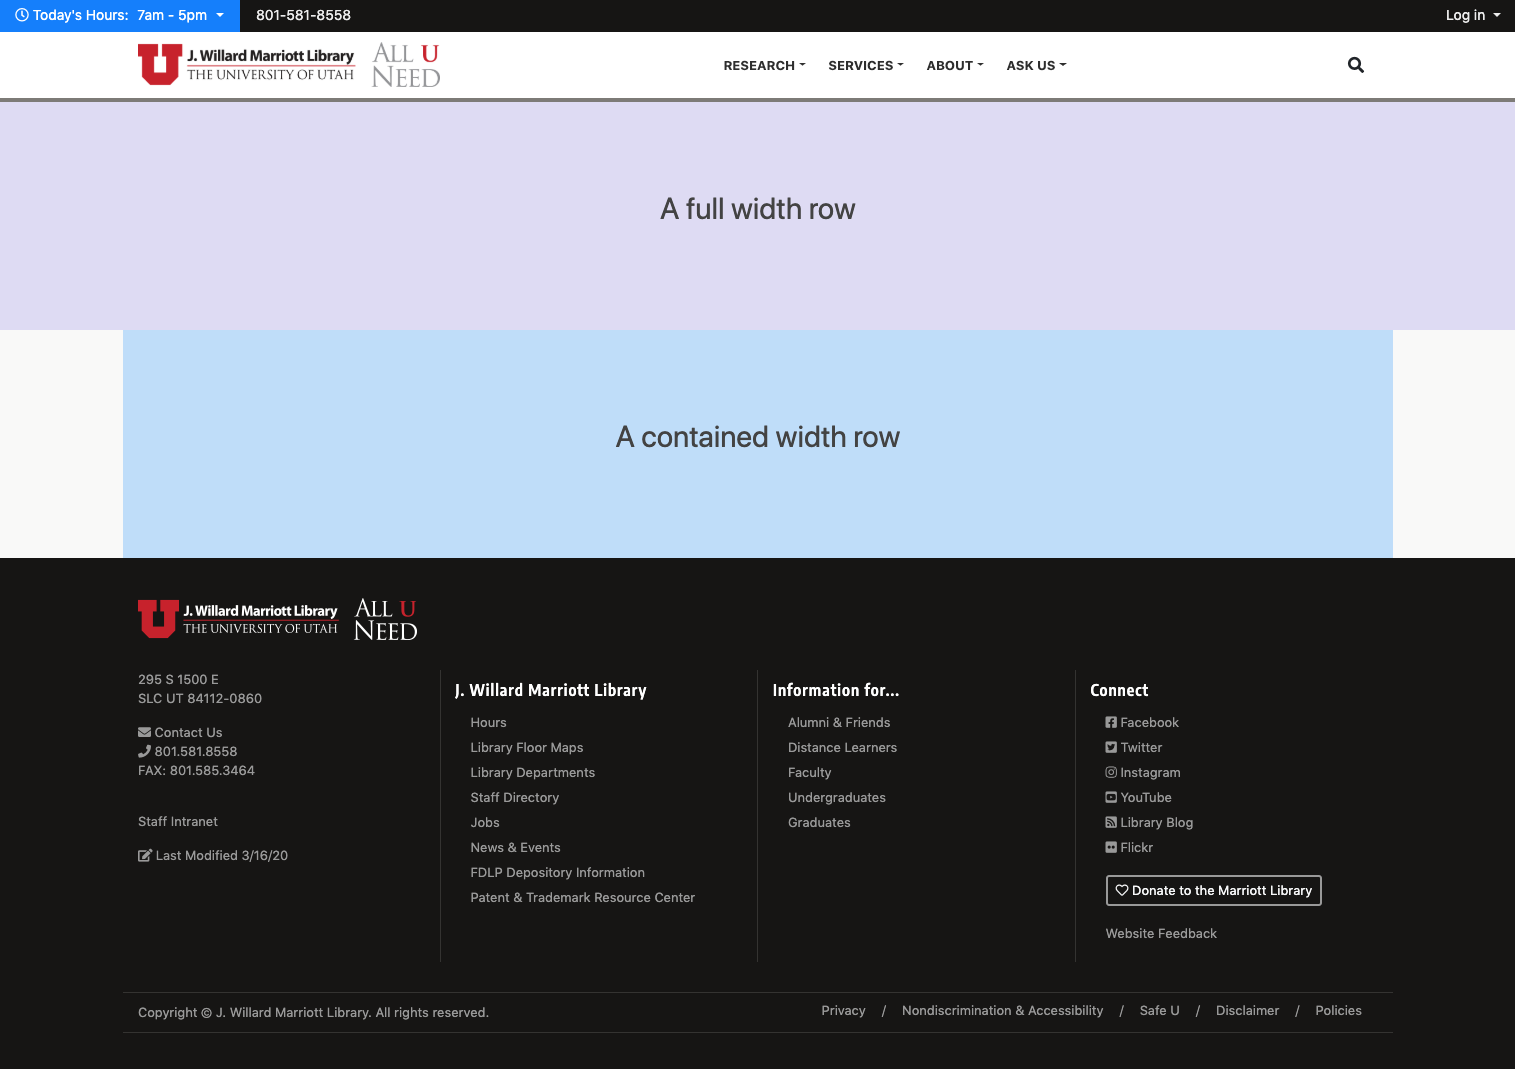 Today's Hours: 7am - 5pm
801-581-8558
Log in
J. Willard Marriott Library
THE UNIVERSITY OF UTAH
ALL U
NEED
RESEARCH SERVICES ABOUT ASK US
A full width row
A contained width row
J. Willard Marriott Library
THE UNIVERSITY OF UTAH
ALL U
NEED
295 S 1500 E
SLC UT 84112-0860
Contact Us
801.581.8558
FAX: 801.585.3464
Staff Intranet
Last Modified 3/16/20
J. Willard Marriott Library
Hours
Library Floor Maps
Library Departments
Staff Directory
Jobs
News & Events
FDLP Depository Information
Patent & Trademark Resource Center
Information for...
Alumni & Friends
Distance Learners
Faculty
Undergraduates
Graduates
Connect
Facebook
Twitter
Instagram
YouTube
Library Blog
Flickr
Donate to the Marriott Library
Website Feedback
Copyright © J. Willard Marriott Library. All rights reserved.
Privacy / Nondiscrimination & Accessibility / Safe U / Disclaimer / Policies